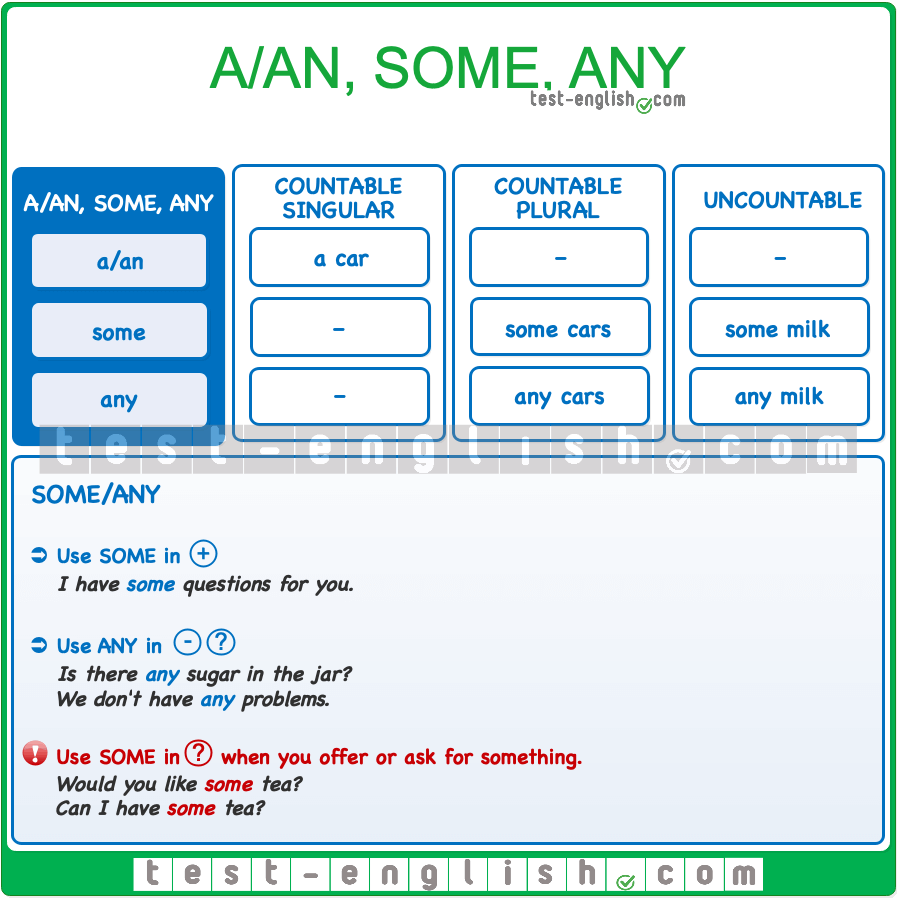 A/AN, SOME, ANY
test-english.com
A/AN, SOME, ANY
COUNTABLE
SINGULAR
COUNTABLE
PLURAL
UNCOUNTABLE
a/an
a car
–
–
some
–
some cars
some milk
any
–
any cars
any milk
test-english.com
SOME/ANY
Use SOME in +
I have some questions for you.
Use ANY in - ?
Is there any sugar in the jar?
We don't have any problems.
! Use SOME in ? when you offer or ask for something.
Would you like some tea?
Can I have some tea?
test-english.com